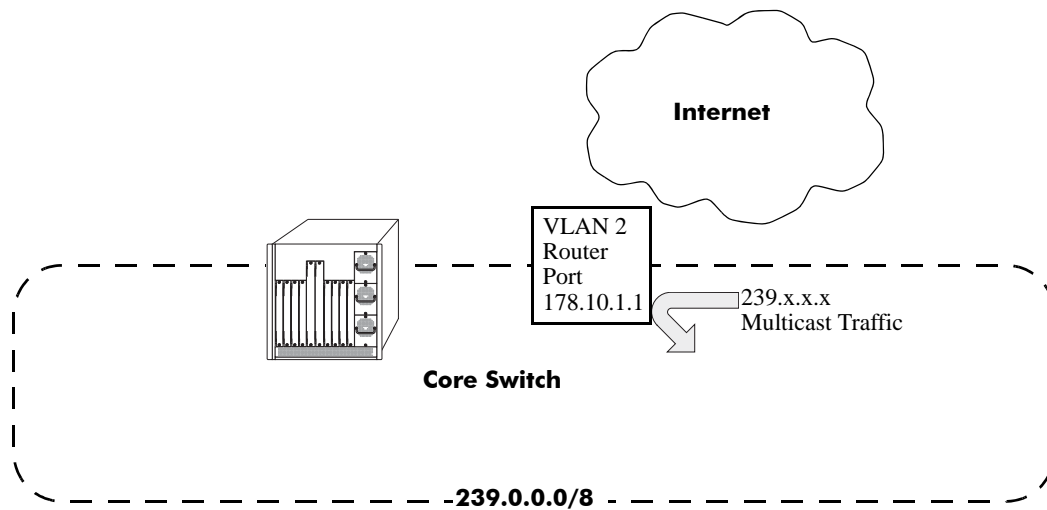 Internet
VLAN 2
Router
Port
178.10.1.1
239.x.x.x
Multicast Traffic
Core Switch
239.0.0.0/8